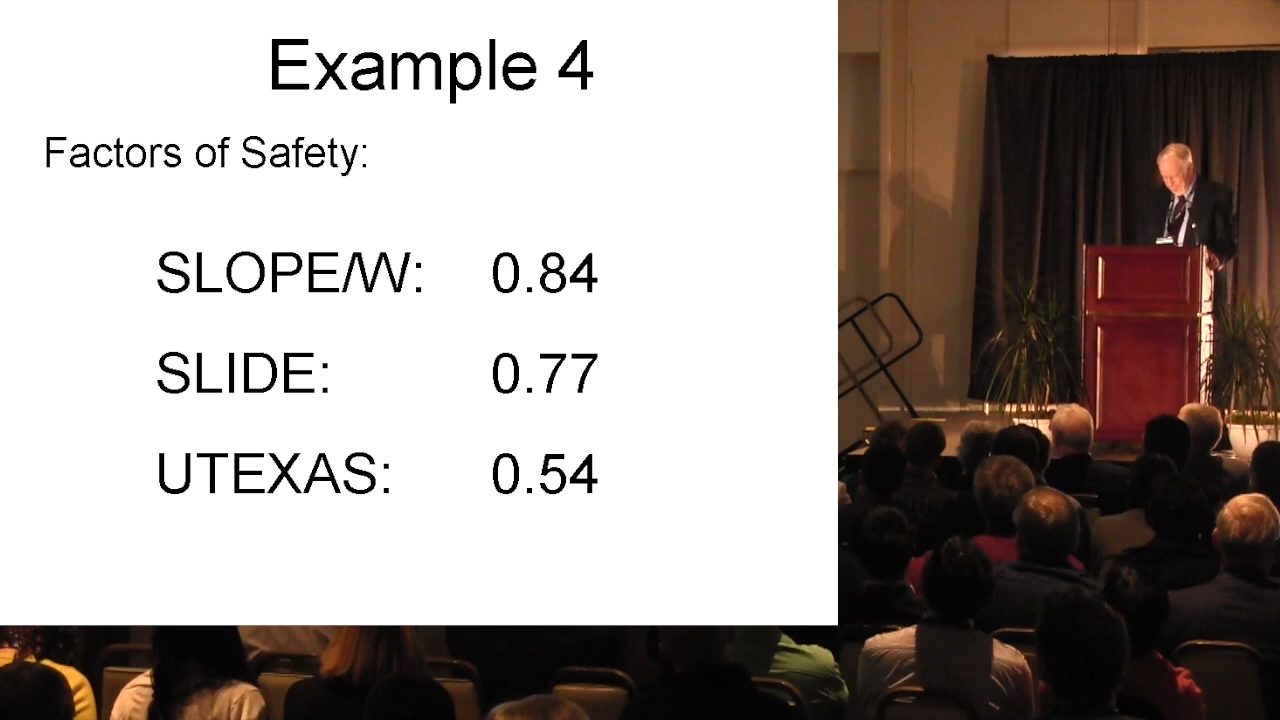 Example 4
Factors of Safety:
SLOPE/W: 0.84
SLIDE: 0.77
UTEXAS: 0.54